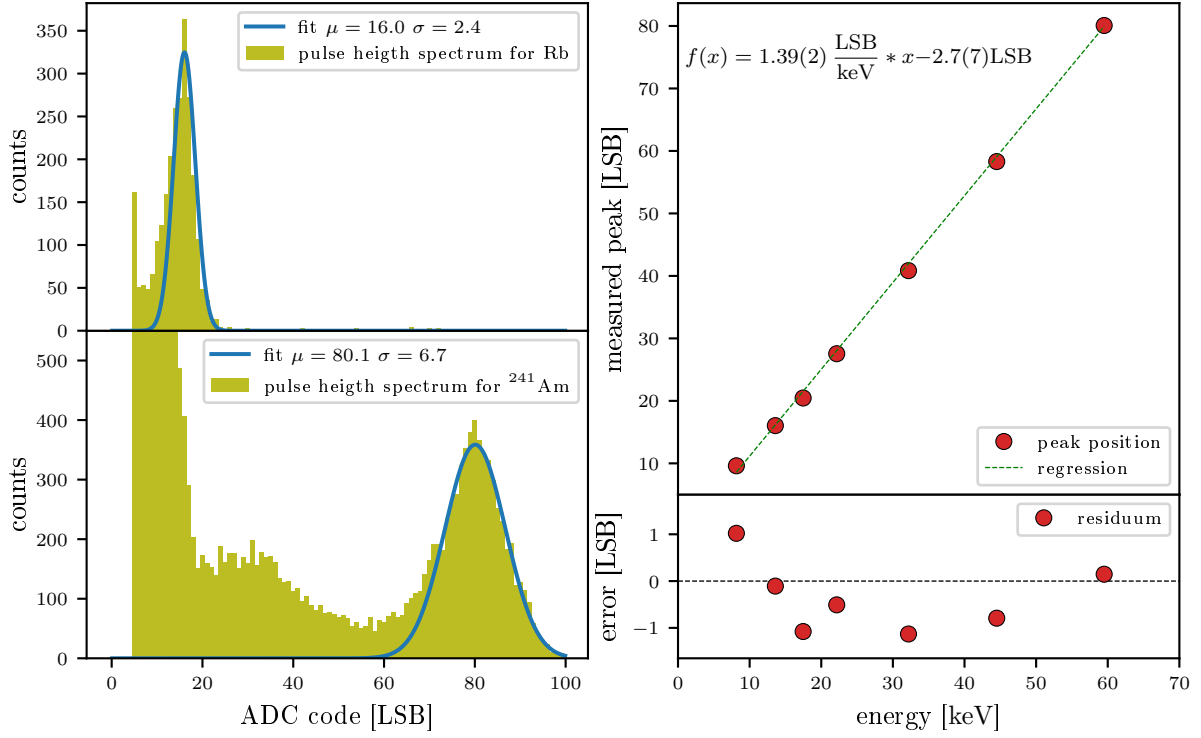 fit μ = 16.0 σ = 2.4
pulse heigth spectrum for Rb
350
300
250
200
150
100
50
0
counts
fit μ = 80.1 σ = 6.7
pulse heigth spectrum for ²⁴¹Am
500
400
300
200
100
0
counts
0 20 40 60 80 100
ADC code [LSB]
f(x) = 1.39(2) LSB/keV * x−2.7(7)LSB
80
70
60
50
40
30
20
10
measured peak [LSB]
peak position
regression
residuum
1
0
−1
error [LSB]
0 10 20 30 40 50 60 70
energy [keV]